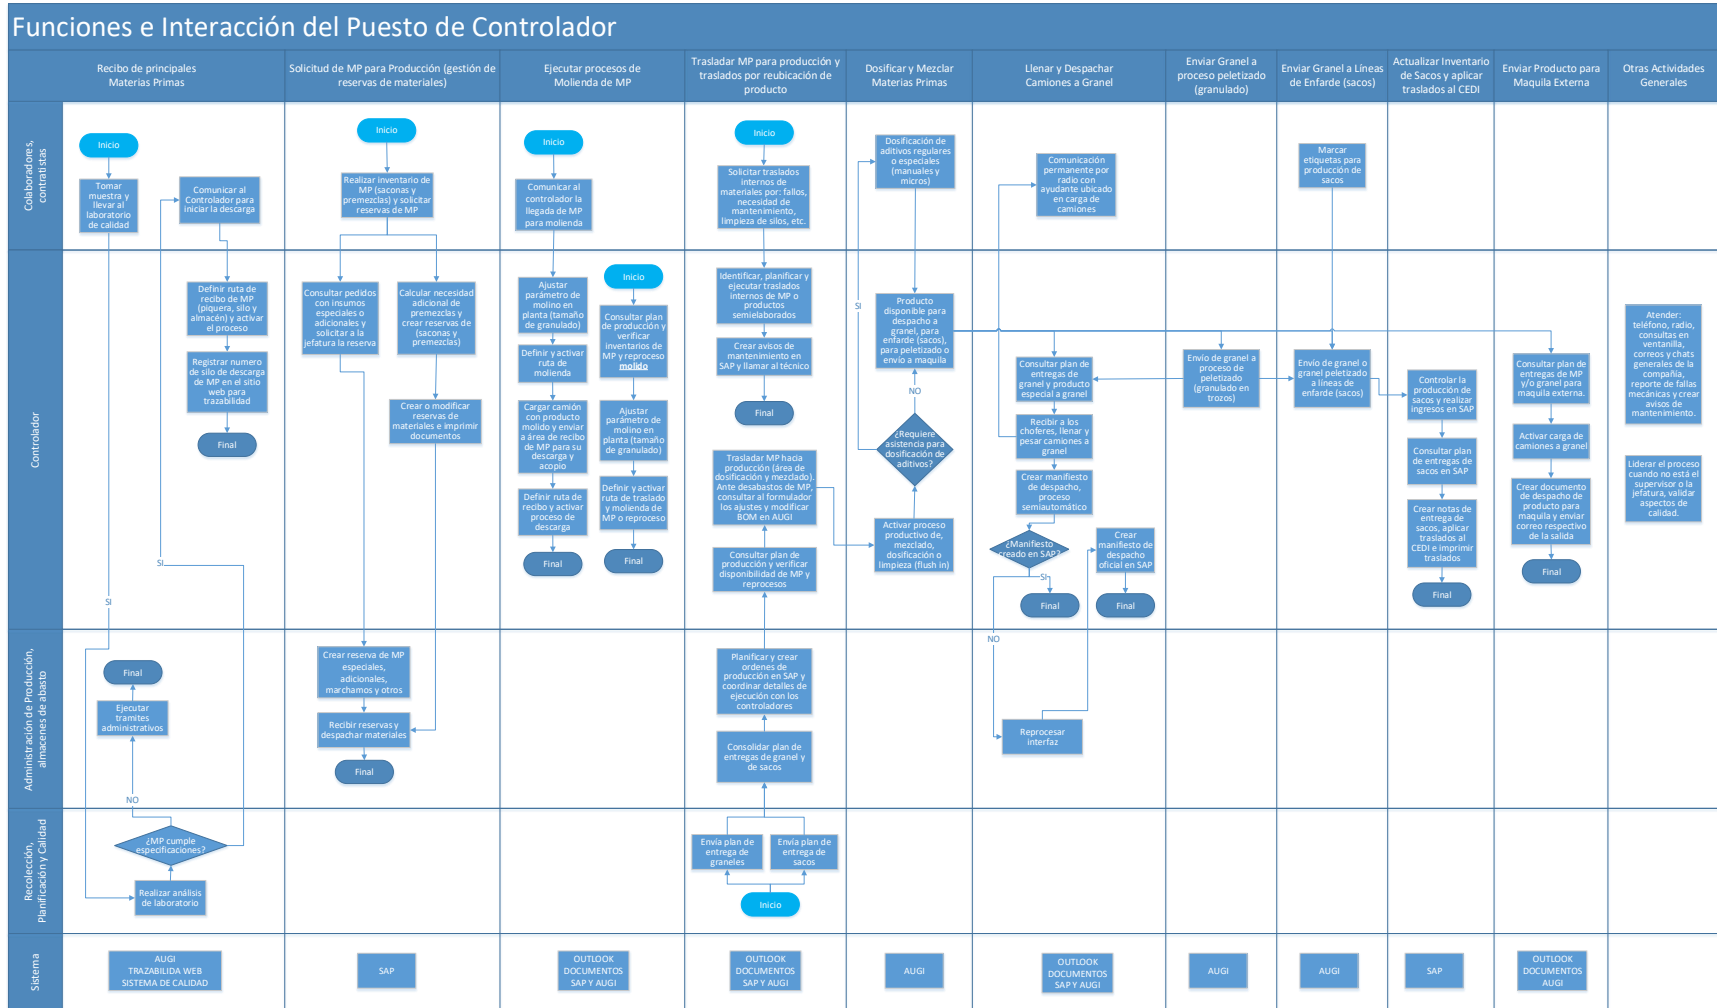 Funciones e Interacción del Puesto de Controlador
Recibo de principales
Materias Primas
Solicitud de MP para Producción (gestión de
reservas de materiales)
Ejecutar procesos de
Molienda de MP
Trasladar MP para producción y
traslados por reubicación de
producto
Dosificar y Mezclar
Materias Primas
Llenar y Despachar
Camiones a Granel
Enviar Granel a
proceso peletizado
(granulado)
Enviar Granel a Líneas
de Enfarde (sacos)
Actualizar Inventario
de Sacos y aplicar
traslados al CEDI
Enviar Producto para
Maquila Externa
Otras Actividades
Generales
Colaboradores,
contratistas
Inicio
Tomar
muestra y
llevar al
laboratorio
de calidad
Comunicar al
Controlador para
iniciar la descarga
Inicio
Realizar inventario de
MP (saconas y
premezclas) y solicitar
reservas de MP
Inicio
Comunicar al
controlador la
llegada de MP
para molienda
Inicio
Solicitar traslados
internos de
materiales por: fallos,
necesidad de
mantenimiento,
limpieza de silos, etc.
Dosificación de
aditivos regulares
o especiales
(manuales y
micros)
Comunicación
permanente por
radio con
ayudante ubicado
en carga de
camiones
Marcar
etiquetas para
producción de
sacos
Controlador
Definir ruta de
recibo de MP
(piquera, silo y
almacén) y activar
el proceso
Registrar numero
de silo de descarga
de MP en el sitio
web para
trazabilidad
Final
Consultar pedidos
con insumos
especiales o
adicionales y
solicitar a la
jefatura la reserva
Calcular necesidad
adicional de
premezclas y
crear reservas de
(saconas y
premezclas)
Crear o modificar
reservas de
materiales e imprimir
documentos
Ajustar
parámetro de
molino en
planta (tamaño
de granulado)
Definir y activar
ruta de
molienda
Cargar camión
con producto
molido y enviar
a área de recibo
de MP para su
descarga y
acopio
Definir ruta de
recibo y activar
proceso de
descarga
Final
Inicio
Consultar plan
de producción y
verificar
inventarios de
MP y reproceso
molido
Ajustar
parámetro de
molino en planta
(tamaño de
granulado)
Definir y activar
ruta de traslado
y molienda de
MP o reproceso
Final
Identificar, planificar y
ejecutar traslados
internos de MP o
productos
semielaborados
Crear avisos de
mantenimiento en
SAP y llamar al técnico
Final
Trasladar MP hacia
producción (área de
dosificación y mezclado).
Ante desabastos de MP,
consultar al formulador
los ajustes y modificar
BOM en AUGI
Consultar plan de
producción y verificar
disponibilidad de MP y
reprocesos
SI
Producto
disponible para
despacho a
granel, para
enfarde (sacos),
para peletizado o
envío a maquila
NO
¿Requiere
asistencia para
dosificación de
aditivos?
Activar proceso
productivo de,
mezclado,
dosificación o
limpieza (flush in)
Consultar plan de
entregas de
granel y producto
especial a granel
Recibir a los
choferes, llenar y
pesar camiones a
granel
Crear manifiesto
de despacho,
proceso
semiautomático
¿Manifiesto
creado en SAP?
SI
Final
Crear
manifiesto de
despacho
oficial en SAP
Final
Envío de granel a
proceso de
peletizado
(granulado en
trozos)
Envío de granel o
granel peletizado
a líneas de
enfarde (sacos)
Controlar la
producción de
sacos y realizar
ingresos en SAP
Consultar plan
de entregas de
sacos en SAP
Crear notas de
entrega de
sacos, aplicar
traslados al
CEDI e imprimir
traslados
Final
Consultar plan de
entregas de MP
y/o granel para
maquila externa.
Activar carga de
camiones a granel
Crear documento
de despacho de
producto para
maquila y enviar
correo respectivo
de la salida
Final
Atender:
teléfono, radio,
consultas en
ventanilla,
correos y chats
generales de la
compañía,
reporte de fallas
mecánicas y crear
avisos de
mantenimiento.
Liderar el proceso
cuando no está el
supervisor o la
jefatura, validar
aspectos de
calidad.
SI
SI
NO
Administración de Producción,
almacenes de abasto
Final
Ejecutar
tramites
administrativos
NO
Crear reserva de MP
especiales,
adicionales,
marchamos y otros
Recibir reservas y
despachar materiales
Final
Planificar y crear
ordenes de
producción en SAP y
coordinar detalles de
ejecución con los
controladores
Consolidar plan de
entregas de granel y
de sacos
Reprocesar
interfaz
Recolección,
Planificación y Calidad
¿MP cumple
especificaciones?
Realizar análisis
de laboratorio
Envía plan de
entrega de
graneles
Envía plan de
entrega de
sacos
Inicio
Sistema
AUGI
TRAZABILIDA WEB
SISTEMA DE CALIDAD
SAP
OUTLOOK
DOCUMENTOS
SAP Y AUGI
OUTLOOK
DOCUMENTOS
SAP Y AUGI
AUGI
OUTLOOK
DOCUMENTOS
SAP Y AUGI
AUGI
AUGI
SAP
OUTLOOK
DOCUMENTOS
AUGI